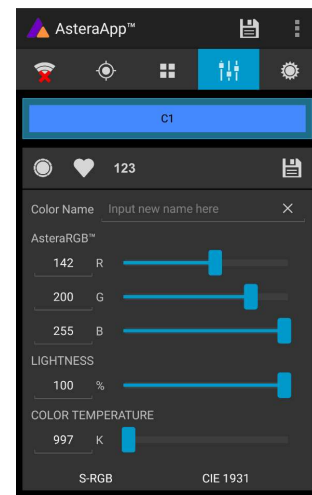 AsteraApp™
C1
123
Color Name Input new name here
AsteraRGB™
142 R
200 G
255 B
LIGHTNESS
100 %
COLOR TEMPERATURE
997 K
S-RGB CIE 1931